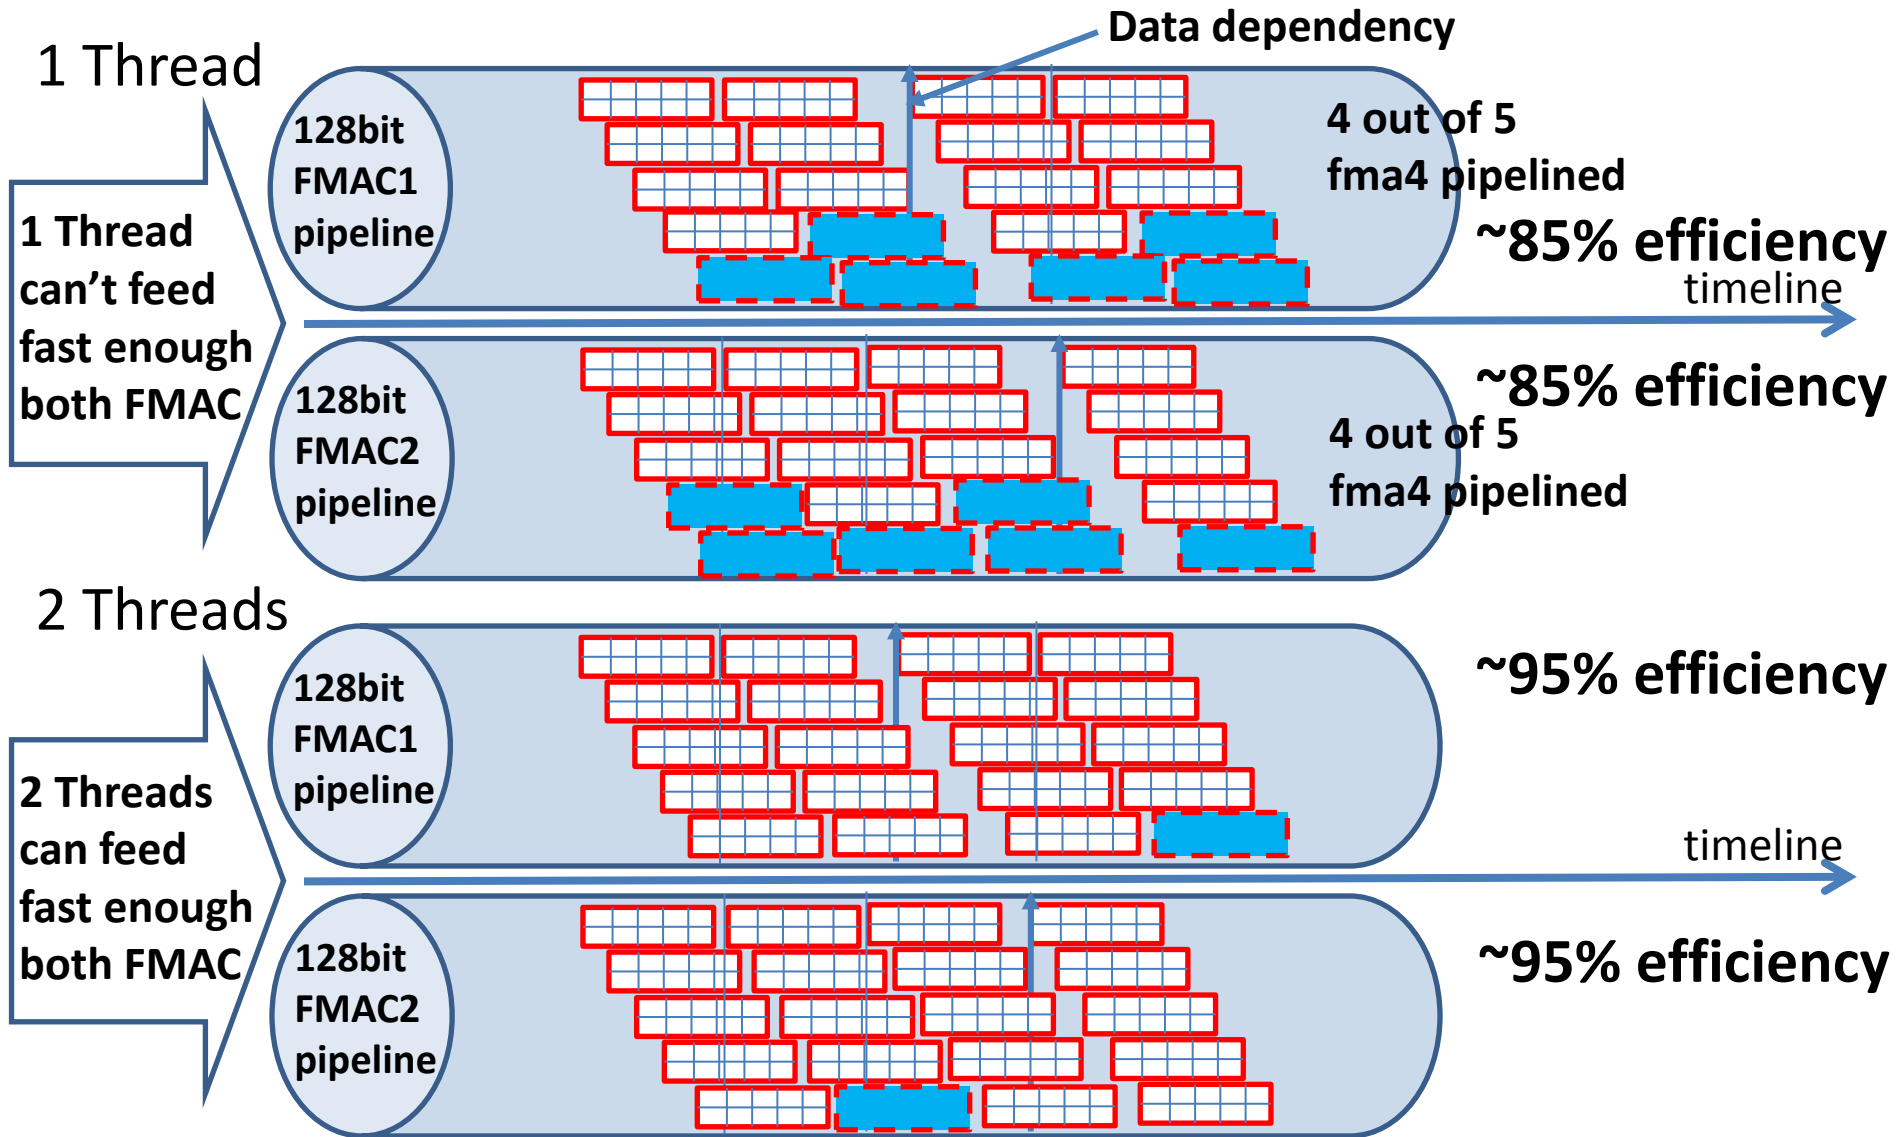 Data dependency
1 Thread
128bit
FMAC1
pipeline
4 out of 5
fma4 pipelined
~85% efficiency
timeline
1 Thread
can’t feed
fast enough
both FMAC
128bit
FMAC2
pipeline
~85% efficiency
4 out of 5
fma4 pipelined
2 Threads
128bit
FMAC1
pipeline
~95% efficiency
timeline
2 Threads
can feed
fast enough
both FMAC
128bit
FMAC2
pipeline
~95% efficiency